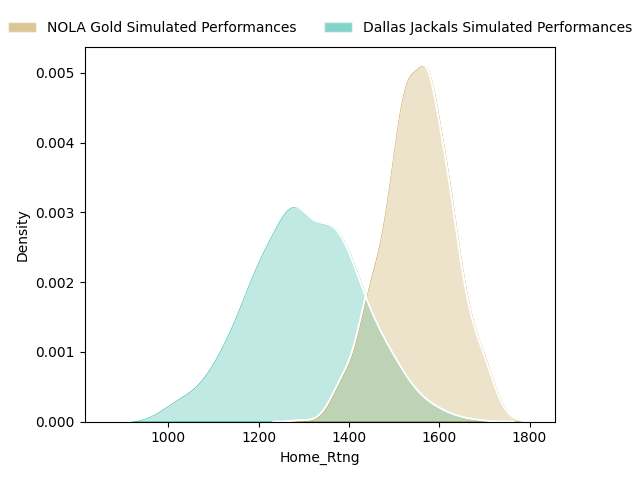 NOLA Gold Simulated Performances Dallas Jackals Simulated Performances
0.005
0.004
0.003
0.002
0.001
0.000
Density
1000 1200 1400 1600 1800
Home_Rtng